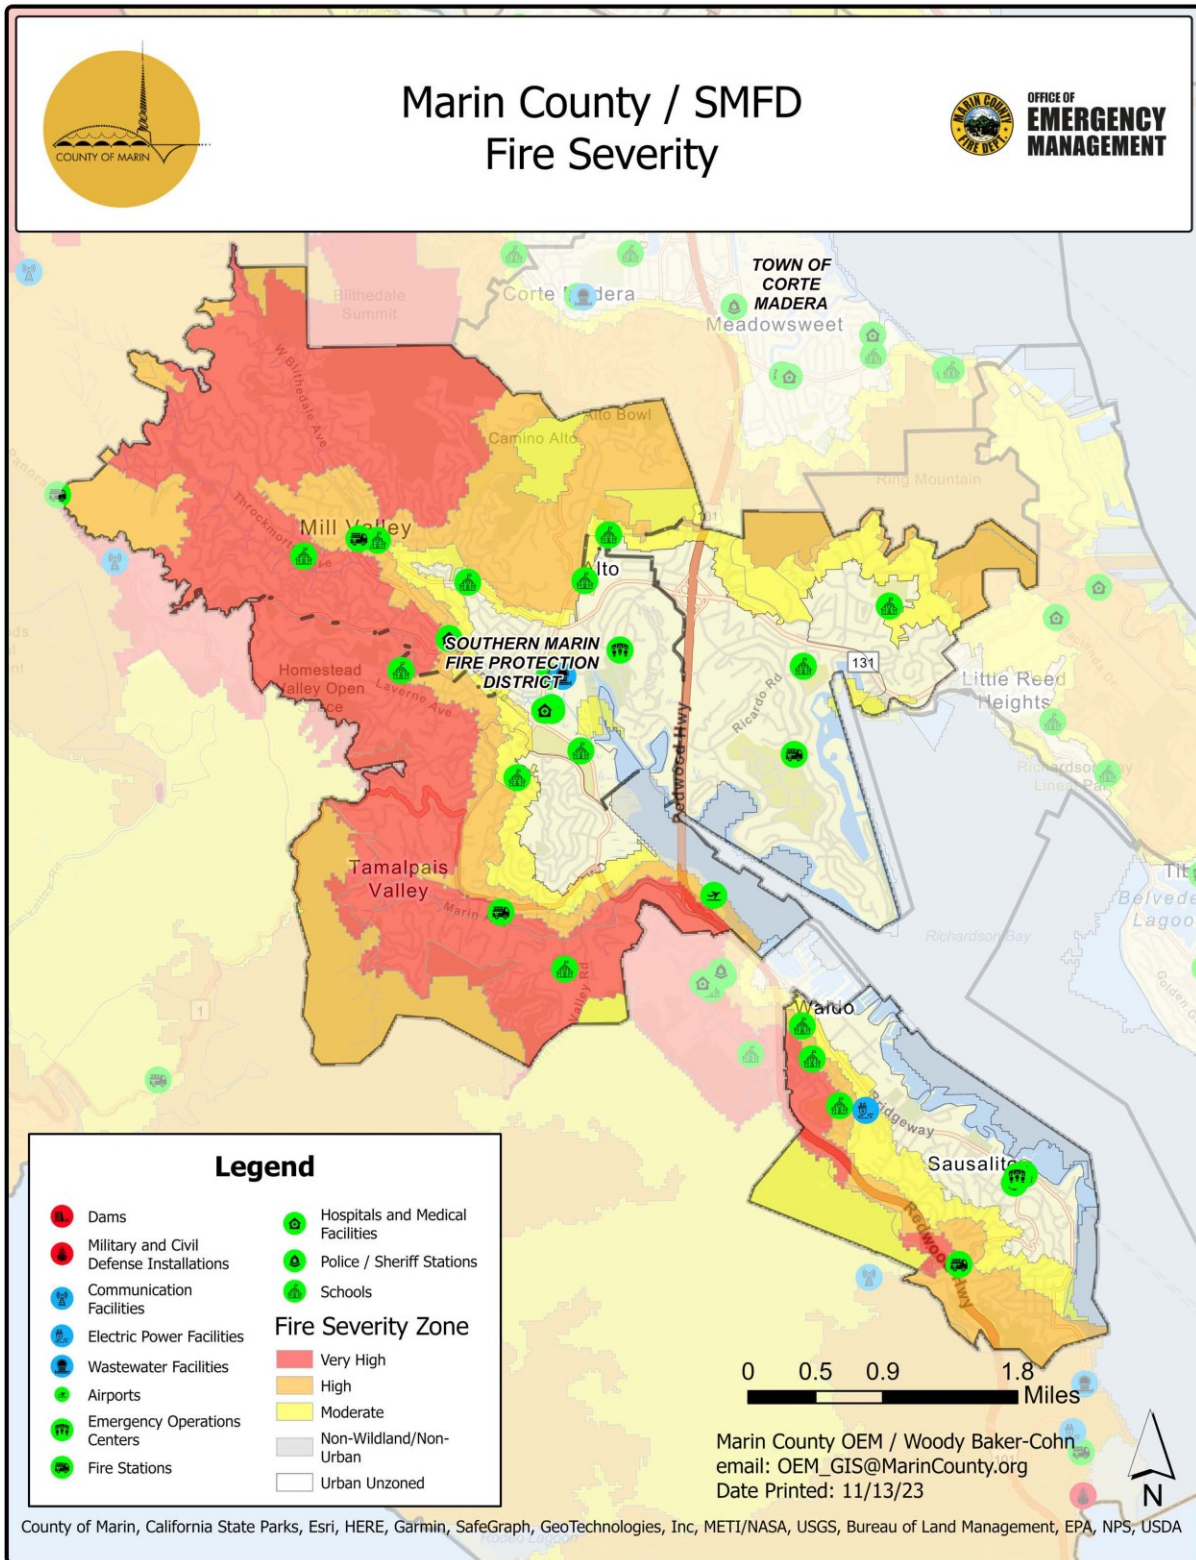 Marin County / SMFD
Fire Severity
COUNTY OF MARIN
MARIN COUNTY
FIRE DEPT.
OFFICE OF
EMERGENCY
MANAGEMENT
TOWN OF
CORTE
MADERA
Blithedale
Summit
Corte
Meadowsweet
W Blithedale Ave
Alto Bowl
Camino Alto
Ring Mountain
101
Mill Valley
Alto
SOUTHERN MARIN
FIRE PROTECTION
DISTRICT
131
Homestead
Valley Open
Laverne Ave
Ricardo Rd
Little Reed
Heights
Redwood Hwy
Tamalpais
Valley
Marin
Valley Rd
Richardson Bay
Lagoon
1
Waldo
Bridgeway
Sausalito
Redwood Hwy
Legend
Dams
Military and Civil
Defense Installations
Communication
Facilities
Electric Power Facilities
Wastewater Facilities
Airports
Emergency Operations
Centers
Fire Stations
Hospitals and Medical
Facilities
Police / Sheriff Stations
Schools
Fire Severity Zone
Very High
High
Moderate
Non-Wildland/Non-
Urban
Urban Unzoned
0 0.5 0.9 1.8
Miles
Marin County OEM / Woody Baker-Cohn
email: OEM_GIS@MarinCounty.org
Date Printed: 11/13/23
N
County of Marin, California State Parks, Esri, HERE, Garmin, SafeGraph, GeoTechnologies, Inc, METI/NASA, USGS, Bureau of Land Management, EPA, NPS, USDA